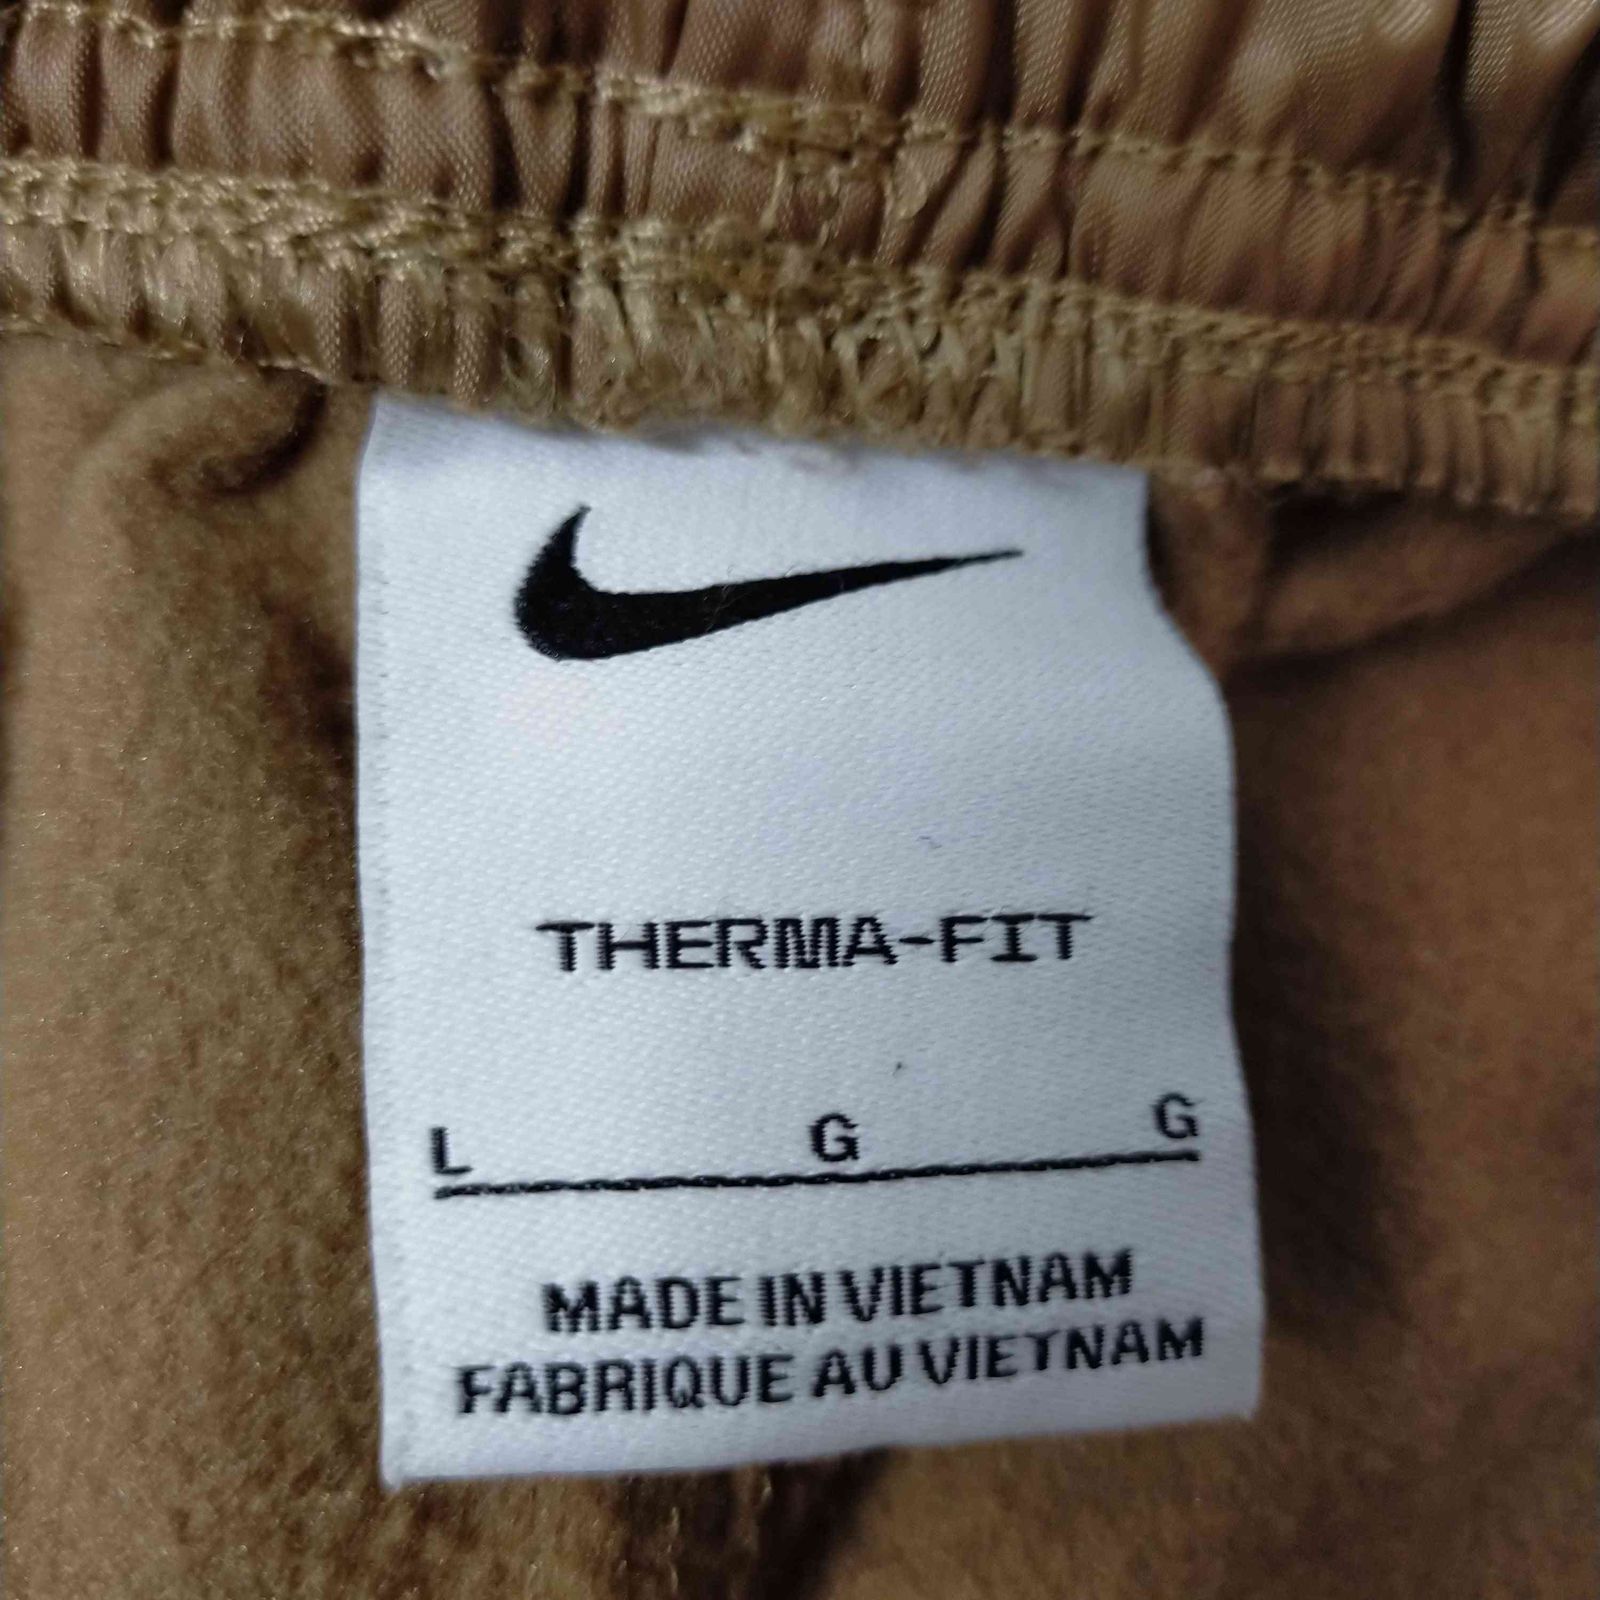 THERMA-FIT
L G G
MADE IN VIETNAM
FABRIQUE AU VIETNAM